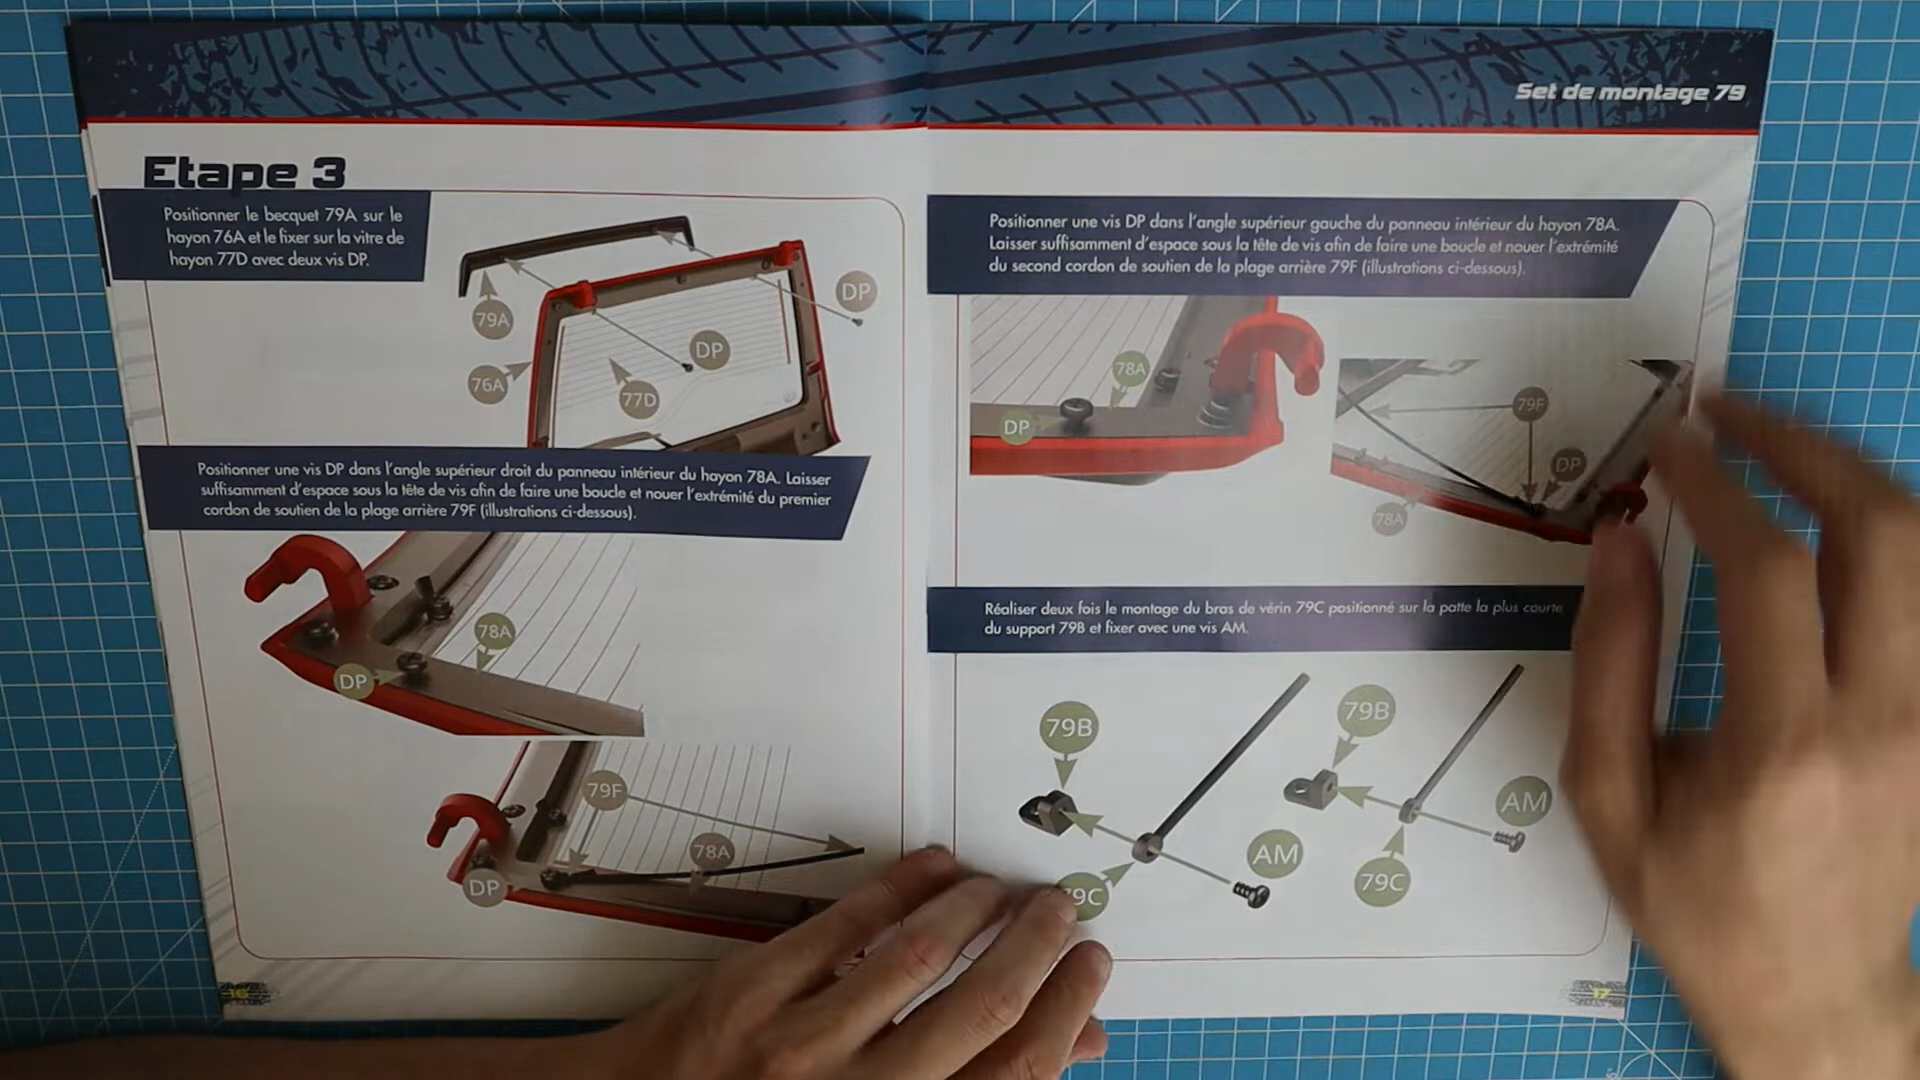 Set de montage 79
Etape 3
Positionner le becquet 79A sur le
hayon 76A et le fixer sur la vitre de
hayon 77D avec deux vis DP.
79A
DP
DP
76A
77D
Positionner une vis DP dans l'angle supérieur droit du panneau intérieur du hayon 78A. Laisser
suffisamment d'espace sous la tête de vis afin de faire une boucle et nouer l'extrémité du premier
cordon de soutien de la plage arrière 79F (illustrations ci-dessous).
78A
DP
79F
78A
DP
16
Positionner une vis DP dans l'angle supérieur gauche du panneau intérieur du hayon 78A.
Laisser suffisamment d'espace sous la tête de vis afin de faire une boucle et nouer l'extrémité
du second cordon de soutien de la plage arrière 79F (illustrations ci-dessous).
78A
DP
79F
DP
78A
Réaliser deux fois le montage du bras de vérin 79C positionné sur la patte la plus courte
du support 79B et fixer avec une vis AM.
79B
79B
AM
AM
79C
79C
17